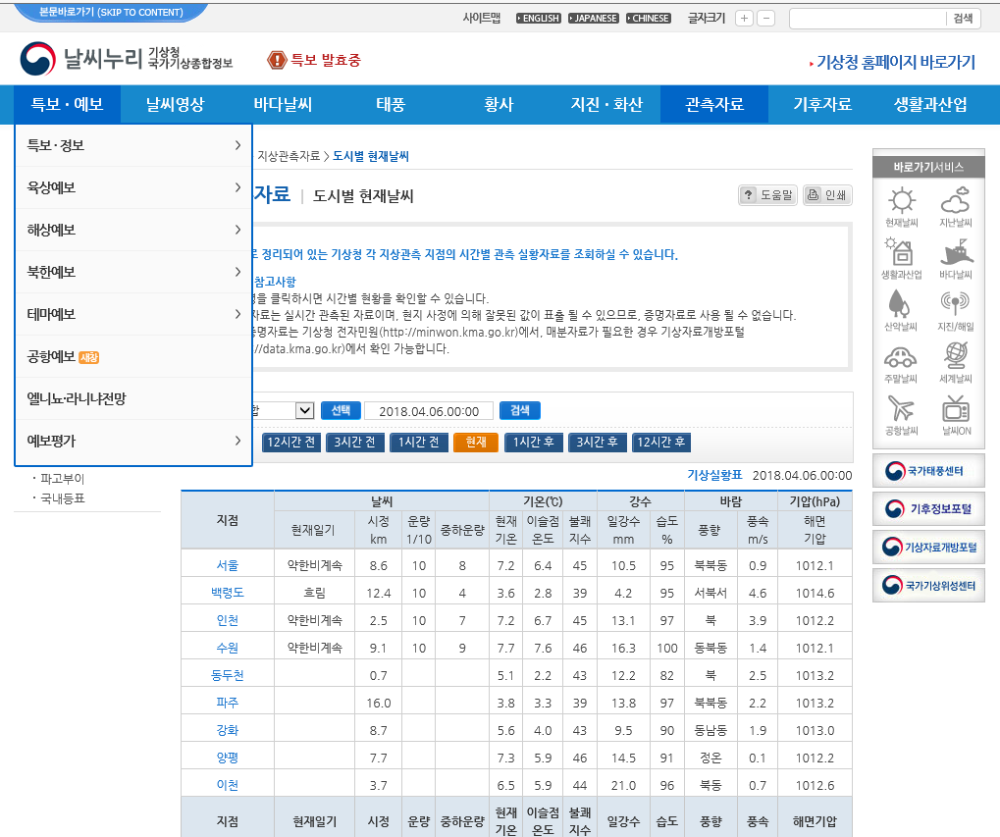 본문바로가기 (SKIP TO CONTENT)
사이트맵 ENGLISH JAPANESE CHINESE 글자크기 + − 검색
날씨누리 기상청 국가기상종합정보
특보 발효중
기상청 홈페이지 바로가기
특보·예보 날씨영상 바다날씨 태풍 황사 지진·화산 관측자료 기후자료 생활과산업
특보·정보
육상예보
해상예보
북한예보
테마예보
공항예보 새창
엘니뇨·라니냐전망
예보평가
· 파고부이
· 국내등표
지상관측자료 > 도시별 현재날씨
자료 | 도시별 현재날씨
? 도움말 인쇄
정리되어 있는 기상청 각 지상관측 지점의 시간별 관측 실황자료를 조회하실 수 있습니다.
참고사항
을 클릭하시면 시간별 현황을 확인할 수 있습니다.
자료는 실시간 관측된 자료이며, 현지 사정에 의해 잘못된 값이 표출 될 수 있으므로, 증명자료로 사용 될 수 없습니다.
증명자료는 기상청 전자민원(http://minwon.kma.go.kr)에서, 매분자료가 필요한 경우 기상자료개방포털
://data.kma.go.kr)에서 확인 가능합니다.
합 선택 2018.04.06.00:00 검색
12시간 전 3시간 전 1시간 전 현재 1시간 후 3시간 후 12시간 후
기상실황표 2018.04.06.00:00
지점 날씨 기온(℃) 강수 바람 기압(hPa)
현재일기 시정 km 운량 1/10 중하운량 현재 기온 이슬점 온도 불쾌 지수 일강수 mm 습도 % 풍향 풍속 m/s 해면 기압
서울 약한비계속 8.6 10 8 7.2 6.4 45 10.5 95 북북동 0.9 1012.1
백령도 흐림 12.4 10 4 3.6 2.8 39 4.2 95 서북서 4.6 1014.6
인천 약한비계속 2.5 10 7 7.2 6.7 45 13.1 97 북 3.9 1012.2
수원 약한비계속 9.1 10 9 7.7 7.6 46 16.3 100 동북동 1.4 1012.1
동두천 0.7 5.1 2.2 43 12.2 82 북 2.5 1013.2
파주 16.0 3.8 3.3 39 13.8 97 북북동 2.2 1013.2
강화 8.7 5.6 4.0 43 9.5 90 동남동 1.9 1013.0
양평 7.7 7.3 5.9 46 14.5 91 정온 0.1 1012.2
이천 3.7 6.5 5.9 44 21.0 96 북동 0.7 1012.6
지점 현재일기 시정 운량 중하운량 현재 기온 이슬점 온도 불쾌 지수 일강수 습도 풍향 풍속 해면기압
바로가기서비스
현재날씨 지난날씨
생활과산업 바다날씨
산악날씨 지진/해일
주말날씨 세계날씨
공항날씨 날씨ON
국가태풍센터
기후정보포털
기상자료개방포털
국가기상위성센터